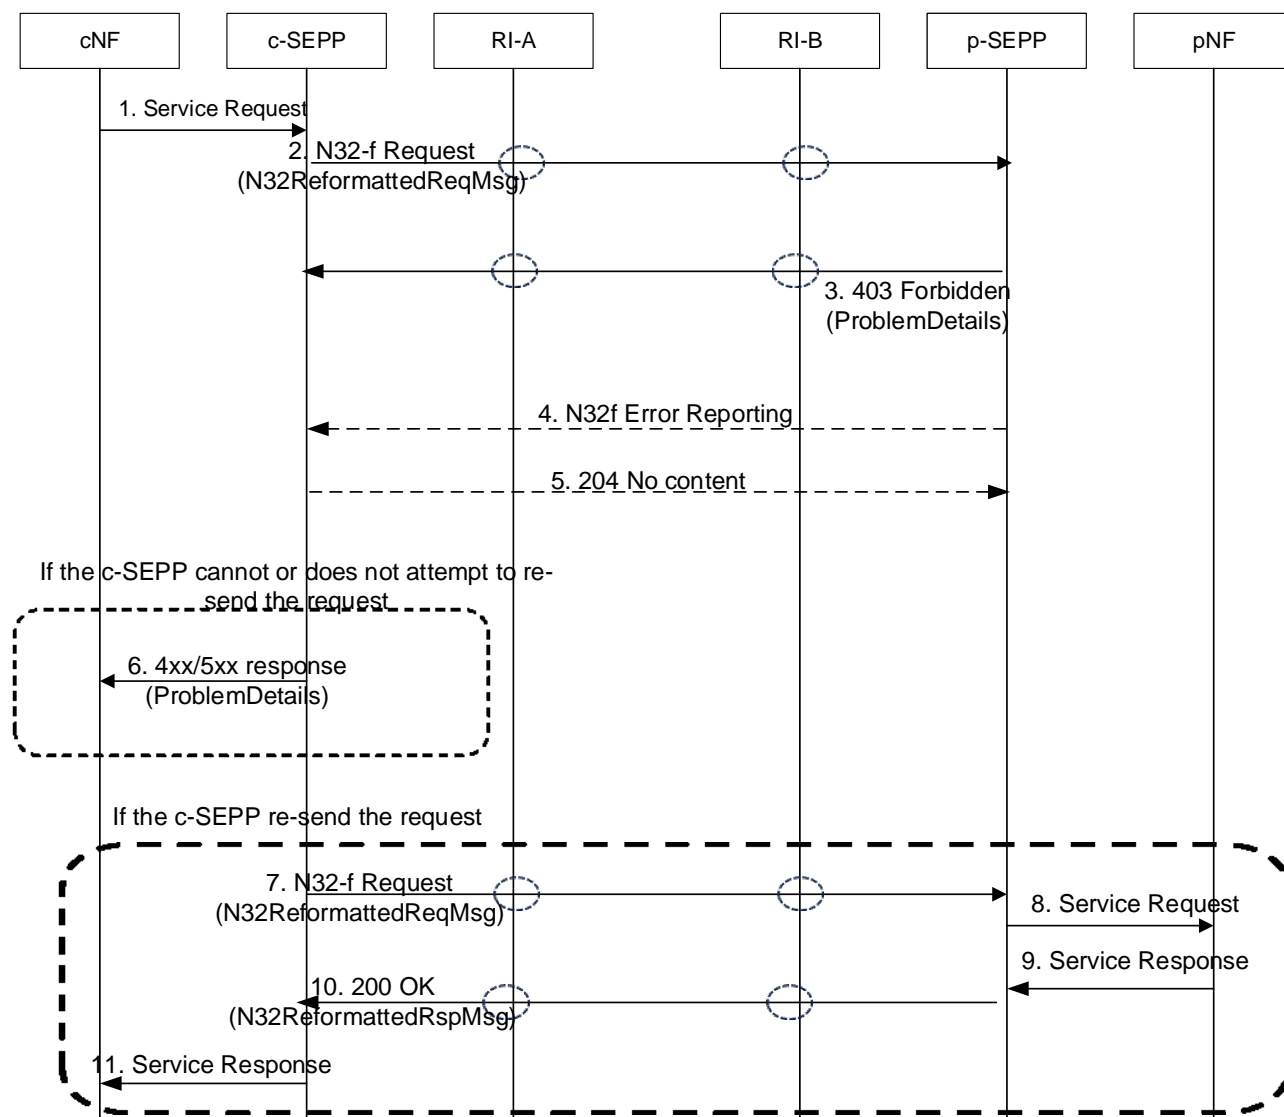 cNF
c-SEPP
RI-A
RI-B
p-SEPP
pNF
1. Service Request
2. N32-f Request
(N32ReformattedReqMsg)
3. 403 Forbidden
(ProblemDetails)
4. N32f Error Reporting
5. 204 No content
If the c-SEPP cannot or does not attempt to re-
send the request
6. 4xx/5xx response
(ProblemDetails)
If the c-SEPP re-send the request
7. N32-f Request
(N32ReformattedReqMsg)
8. Service Request
9. Service Response
10. 200 OK
(N32ReformattedRspMsg)
11. Service Response